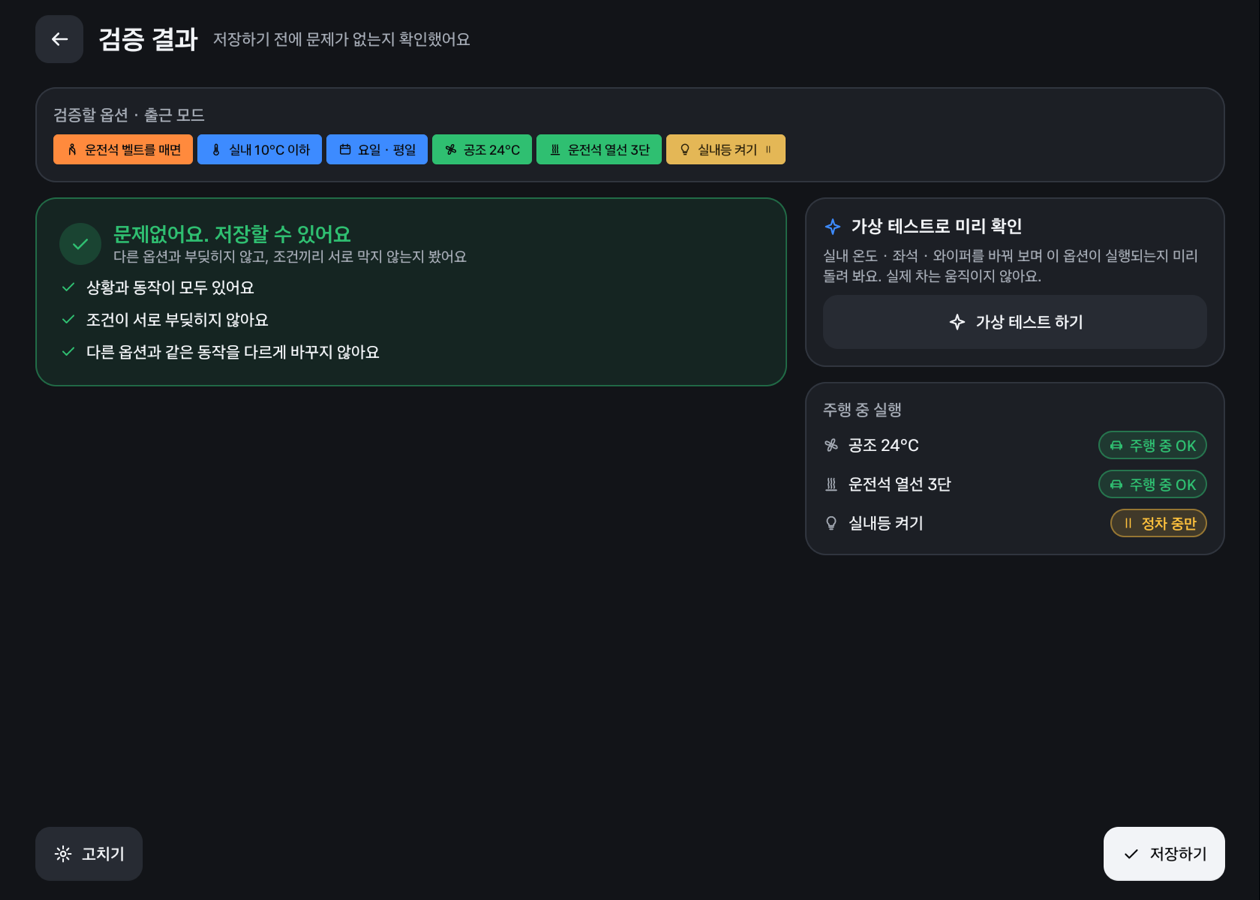 검증 결과 저장하기 전에 문제가 없는지 확인했어요
검증할 옵션 · 출근 모드
운전석 벨트를 매면 실내 10°C 이하 요일 · 평일 공조 24°C 운전석 열선 3단 실내등 켜기
문제없어요. 저장할 수 있어요
다른 옵션과 부딪히지 않고, 조건끼리 서로 막지 않는지 봤어요
상황과 동작이 모두 있어요
조건이 서로 부딪히지 않아요
다른 옵션과 같은 동작을 다르게 바꾸지 않아요
가상 테스트로 미리 확인
실내 온도 · 좌석 · 와이퍼를 바꿔 보며 이 옵션이 실행되는지 미리
돌려 봐요. 실제 차는 움직이지 않아요.
가상 테스트 하기
주행 중 실행
공조 24°C 주행 중 OK
운전석 열선 3단 주행 중 OK
실내등 켜기 정차 중만
고치기
저장하기